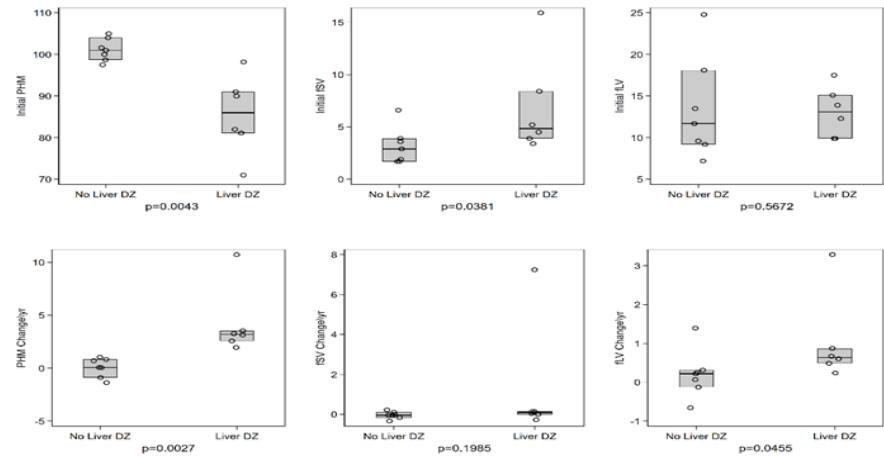 Initial PHM
110
100
90
80
70
No Liver DZ Liver DZ
p=0.0043
Initial fSV
15
10
5
0
No Liver DZ Liver DZ
p=0.0381
Initial fLV
25
20
15
10
5
No Liver DZ Liver DZ
p=0.5672
PHM Change/yr
10
5
0
-5
No Liver DZ Liver DZ
p=0.0027
fSV Change/yr
8
6
4
2
0
No Liver DZ Liver DZ
p=0.1985
fLV Change/yr
3
2
1
0
-1
No Liver DZ Liver DZ
p=0.0455